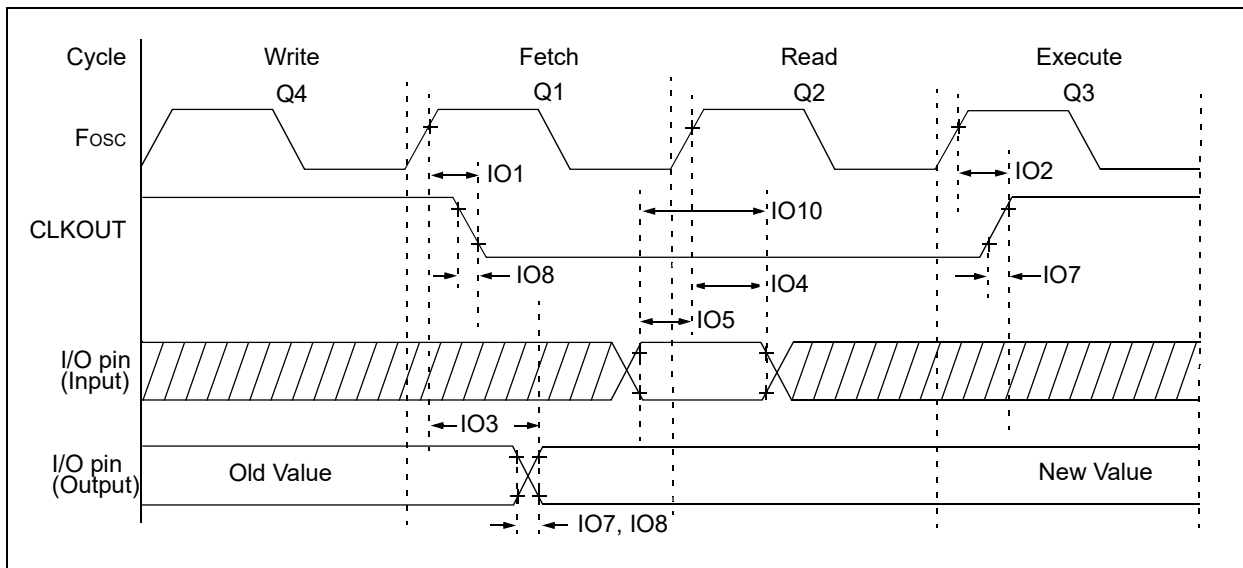 Cycle Write Fetch Read Execute
Q4 Q1 Q2 Q3
Fosc
IO1 IO2
CLKOUT IO10
IO8 IO4 IO7
IO5
I/O pin
(Input)
IO3
I/O pin
(Output) Old Value New Value
IO7, IO8